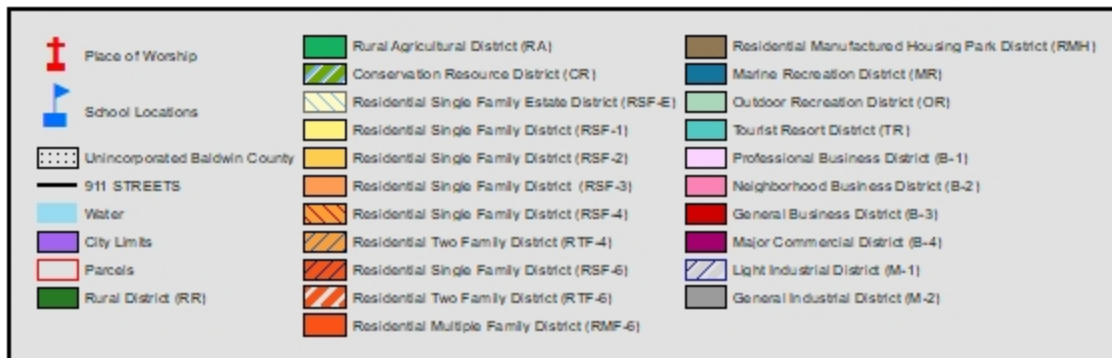 Place of Worship
School Locations
Unincorporated Baldwin County
911 STREETS
Water
City Limits
Parcels
Rural District (RR)
Rural Agricultural District (RA)
Conservation Resource District (CR)
Residential Single Family Estate District (RSF-E)
Residential Single Family District (RSF-1)
Residential Single Family District (RSF-2)
Residential Single Family District (RSF-3)
Residential Single Family District (RSF-4)
Residential Two Family District (RTF-4)
Residential Single Family District (RSF-6)
Residential Two Family District (RTF-6)
Residential Multiple Family District (RMF-6)
Residential Manufactured Housing Park District (RMH)
Marine Recreation District (MR)
Outdoor Recreation District (OR)
Tourist Resort District (TR)
Professional Business District (B-1)
Neighborhood Business District (B-2)
General Business District (B-3)
Major Commercial District (B-4)
Light Industrial District (M-1)
General Industrial District (M-2)